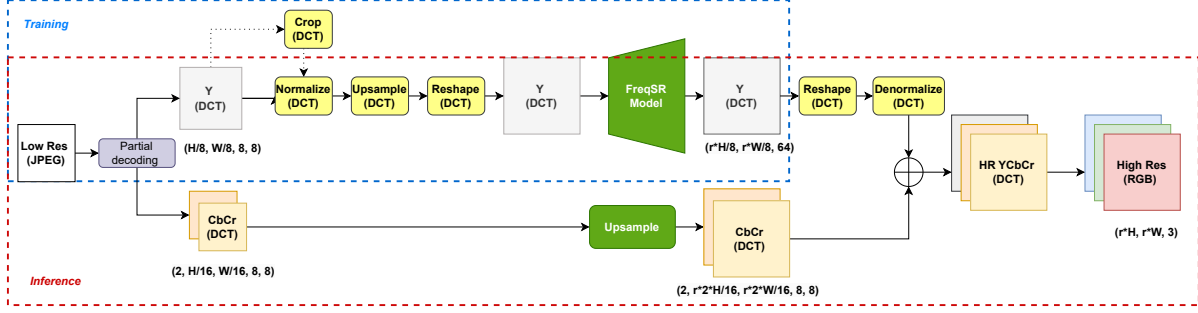 Training
Crop
(DCT)
Y
(DCT)
Normalize
(DCT)
Upsample
(DCT)
Reshape
(DCT)
Y
(DCT)
FreqSR
Model
Y
(DCT)
Reshape
(DCT)
Denormalize
(DCT)
Low Res
(JPEG)
Partial
decoding
(H/8, W/8, 8, 8)
(r*H/8, r*W/8, 64)
HR YCbCr
(DCT)
High Res
(RGB)
CbCr
(DCT)
Upsample
CbCr
(DCT)
(r*H, r*W, 3)
(2, H/16, W/16, 8, 8)
(2, r*2*H/16, r*2*W/16, 8, 8)
Inference